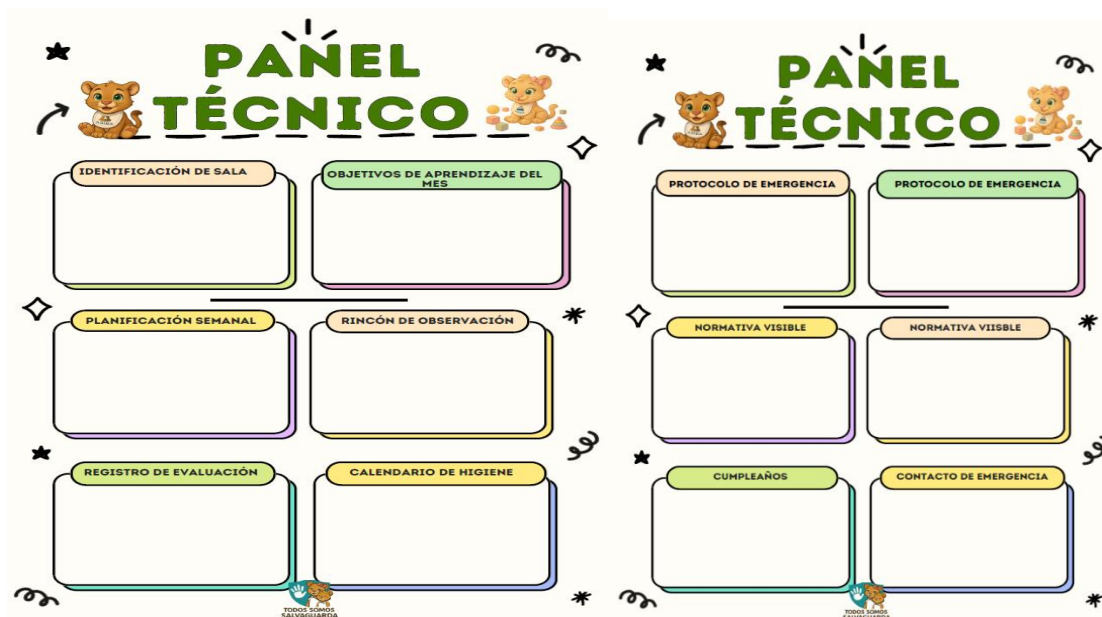 PANEL
TÉCNICO
IDENTIFICACIÓN DE SALA
OBJETIVOS DE APRENDIZAJE DEL
MES
PLANIFICACIÓN SEMANAL
RINCÓN DE OBSERVACIÓN
REGISTRO DE EVALUACIÓN
CALENDARIO DE HIGIENE
TODOS SOMOS
SALVAGUARDA
PANEL
TÉCNICO
PROTOCOLO DE EMERGENCIA
PROTOCOLO DE EMERGENCIA
NORMATIVA VISIBLE
NORMATIVA VIISBLE
CUMPLEAÑOS
CONTACTO DE EMERGENCIA
TODOS SOMOS
SALVAGUARDA